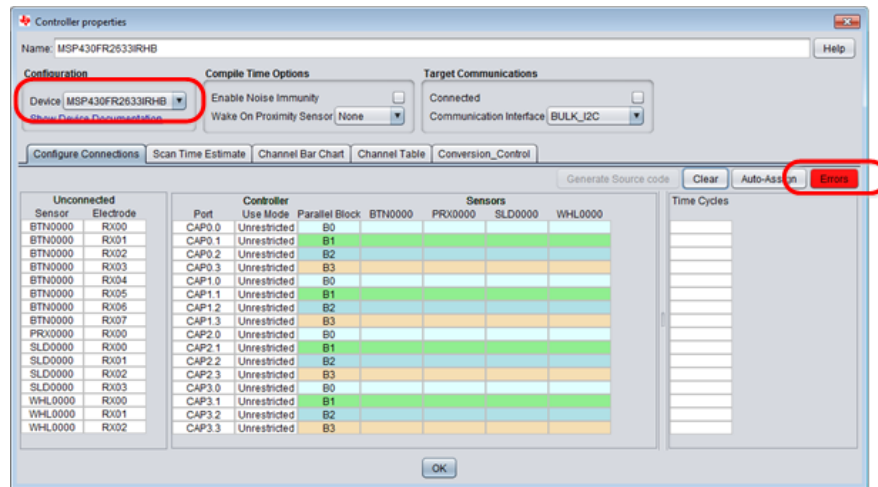 Controller properties
Name: MSP430FR2633IRHB Help
Configuration Compile Time Options Target Communications
Device MSP430FR2633IRHB Enable Noise Immunity Connected
Show Device Documentation Wake On Proximity Sensor None Communication Interface BULK_I2C
Configure Connections Scan Time Estimate Channel Bar Chart Channel Table Conversion_Control
Generate Source code Clear Auto-Assign Errors
Unconnected Controller Sensors Time Cycles
Sensor Electrode Port Use Mode Parallel Block BTN0000 PRX0000 SLD0000 WHL0000
BTN0000 RX00 CAP0.0 Unrestricted B0
BTN0000 RX01 CAP0.1 Unrestricted B1
BTN0000 RX02 CAP0.2 Unrestricted B2
BTN0000 RX03 CAP0.3 Unrestricted B3
BTN0000 RX04 CAP1.0 Unrestricted B0
BTN0000 RX05 CAP1.1 Unrestricted B1
BTN0000 RX06 CAP1.2 Unrestricted B2
BTN0000 RX07 CAP1.3 Unrestricted B3
PRX0000 RX00 CAP2.0 Unrestricted B0
SLD0000 RX00 CAP2.1 Unrestricted B1
SLD0000 RX01 CAP2.2 Unrestricted B2
SLD0000 RX02 CAP2.3 Unrestricted B3
SLD0000 RX03 CAP3.0 Unrestricted B0
WHL0000 RX00 CAP3.1 Unrestricted B1
WHL0000 RX01 CAP3.2 Unrestricted B2
WHL0000 RX02 CAP3.3 Unrestricted B3
OK